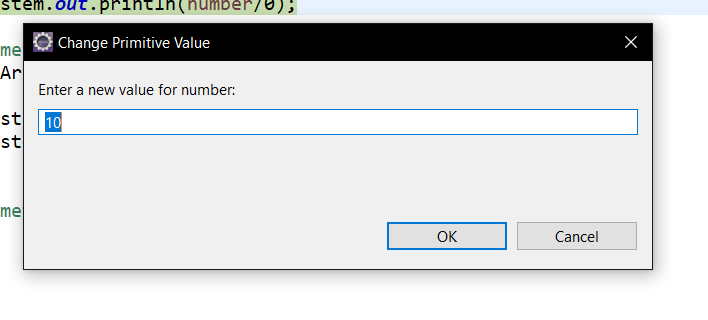 stem.out.println(number/0);
Change Primitive Value
me
Ar
Enter a new value for number:
st
10
st
me
OK
Cancel